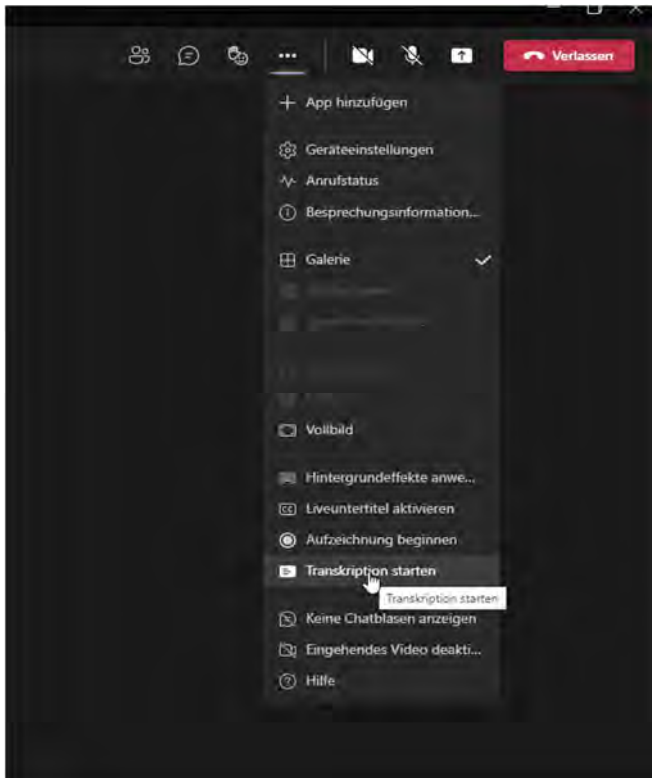 Verlassen
App hinzufügen
Geräteeinstellungen
Anrufstatus
Besprechungsinformation...
Galerie
Vollbild
Hintergrundeffekte anwe...
Liveuntertitel aktivieren
Aufzeichnung beginnen
Transkription starten
Transkription starten
Keine Chatblasen anzeigen
Eingehendes Video deakti...
Hilfe